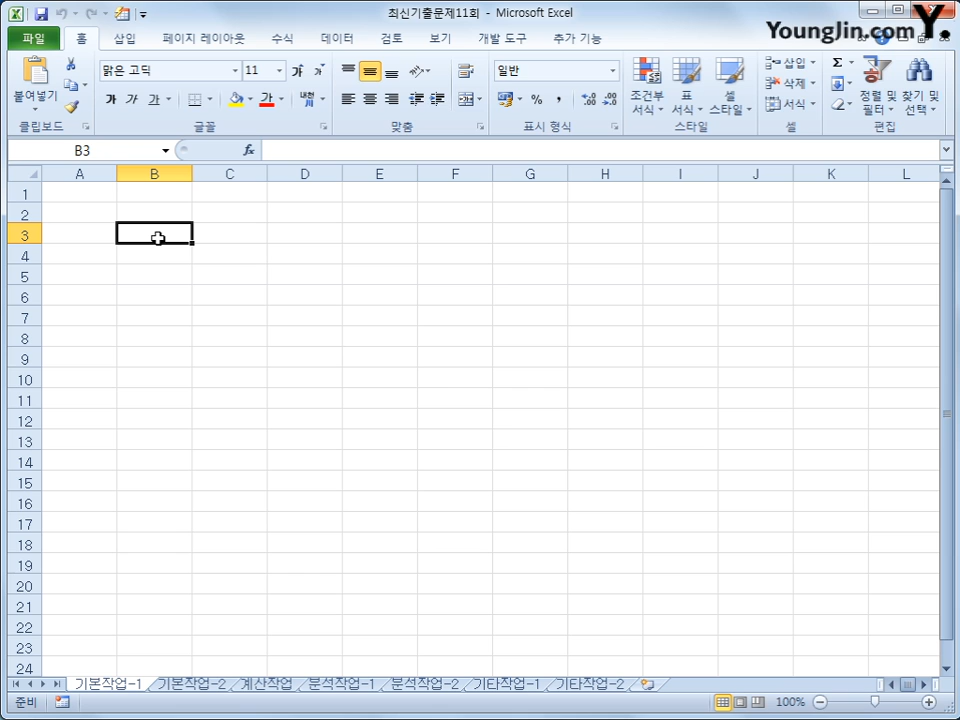 최신기출문제11회 - Microsoft Excel
Younglin.com Y.
파일 홈 삽입 페이지 레이아웃 수식 데이터 검토 보기 개발 도구 추가 기능
맑은 고딕 11 가 가 일반 Σ 삽입
붙여넣기 가 가 가 가 내천 % , 조건부 서식 표 서식 셀 스타일 삭제 서식 정렬 및 필터 찾기 및 선택
클립보드 글꼴 맞춤 표시 형식 스타일 셀 편집
B3 fx
A B C D E F G H I J K L
1
2
3
4
5
6
7
8
9
10
11
12
13
14
15
16
17
18
19
20
21
22
23
24
기본작업-1 기본작업-2 계산작업 분석작업-1 분석작업-2 기타작업-1 기타작업-2
준비 100%